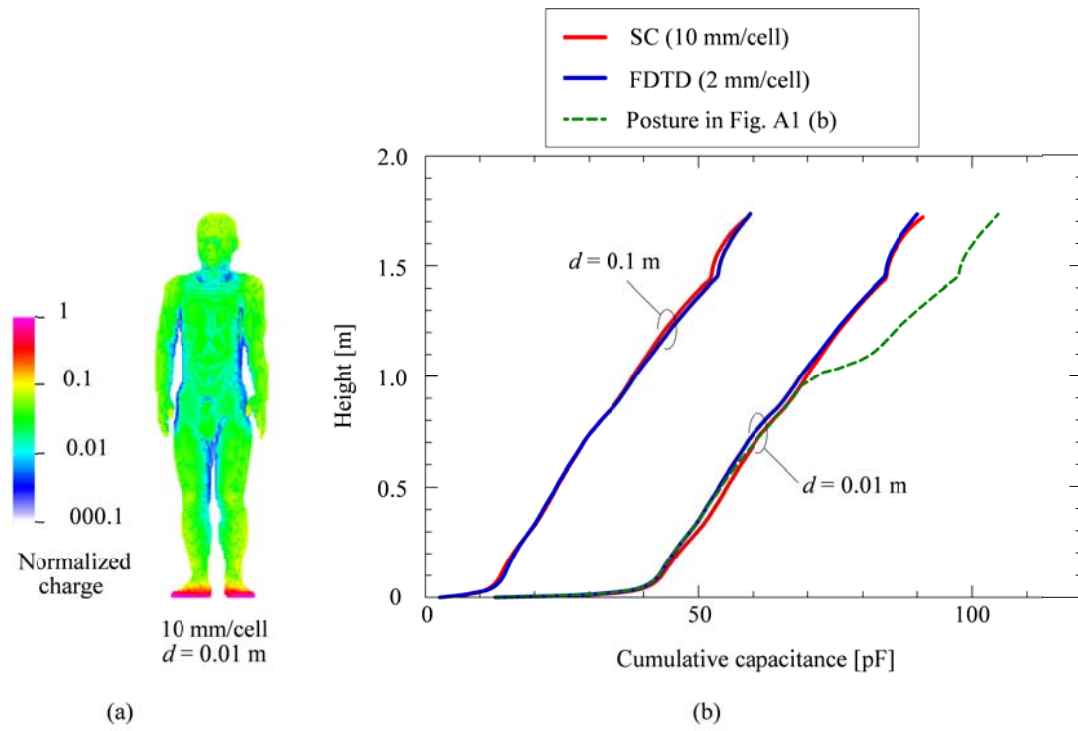 SC (10 mm/cell)
FDTD (2 mm/cell)
Posture in Fig. A1 (b)
1
0.1
0.01
000.1
Normalized
charge
10 mm/cell
d = 0.01 m
(a)
2.0
1.5
1.0
0.5
0
Height [m]
d = 0.1 m
d = 0.01 m
0
50
100
Cumulative capacitance [pF]
(b)